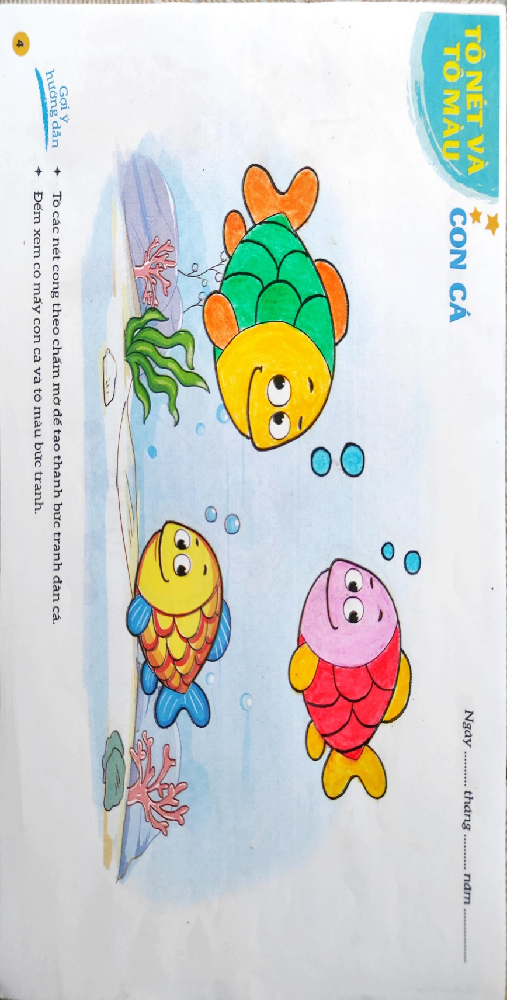 TÔ NÉT VÀ
TÔ MÀU
CON CÁ
Ngày .......... tháng .......... năm ..............
Gợi ý
hướng dẫn
✦ Tô các nét cong theo chấm mờ để tạo thành bức tranh đàn cá.
✦ Đếm xem có mấy con cá và tô màu bức tranh.
4